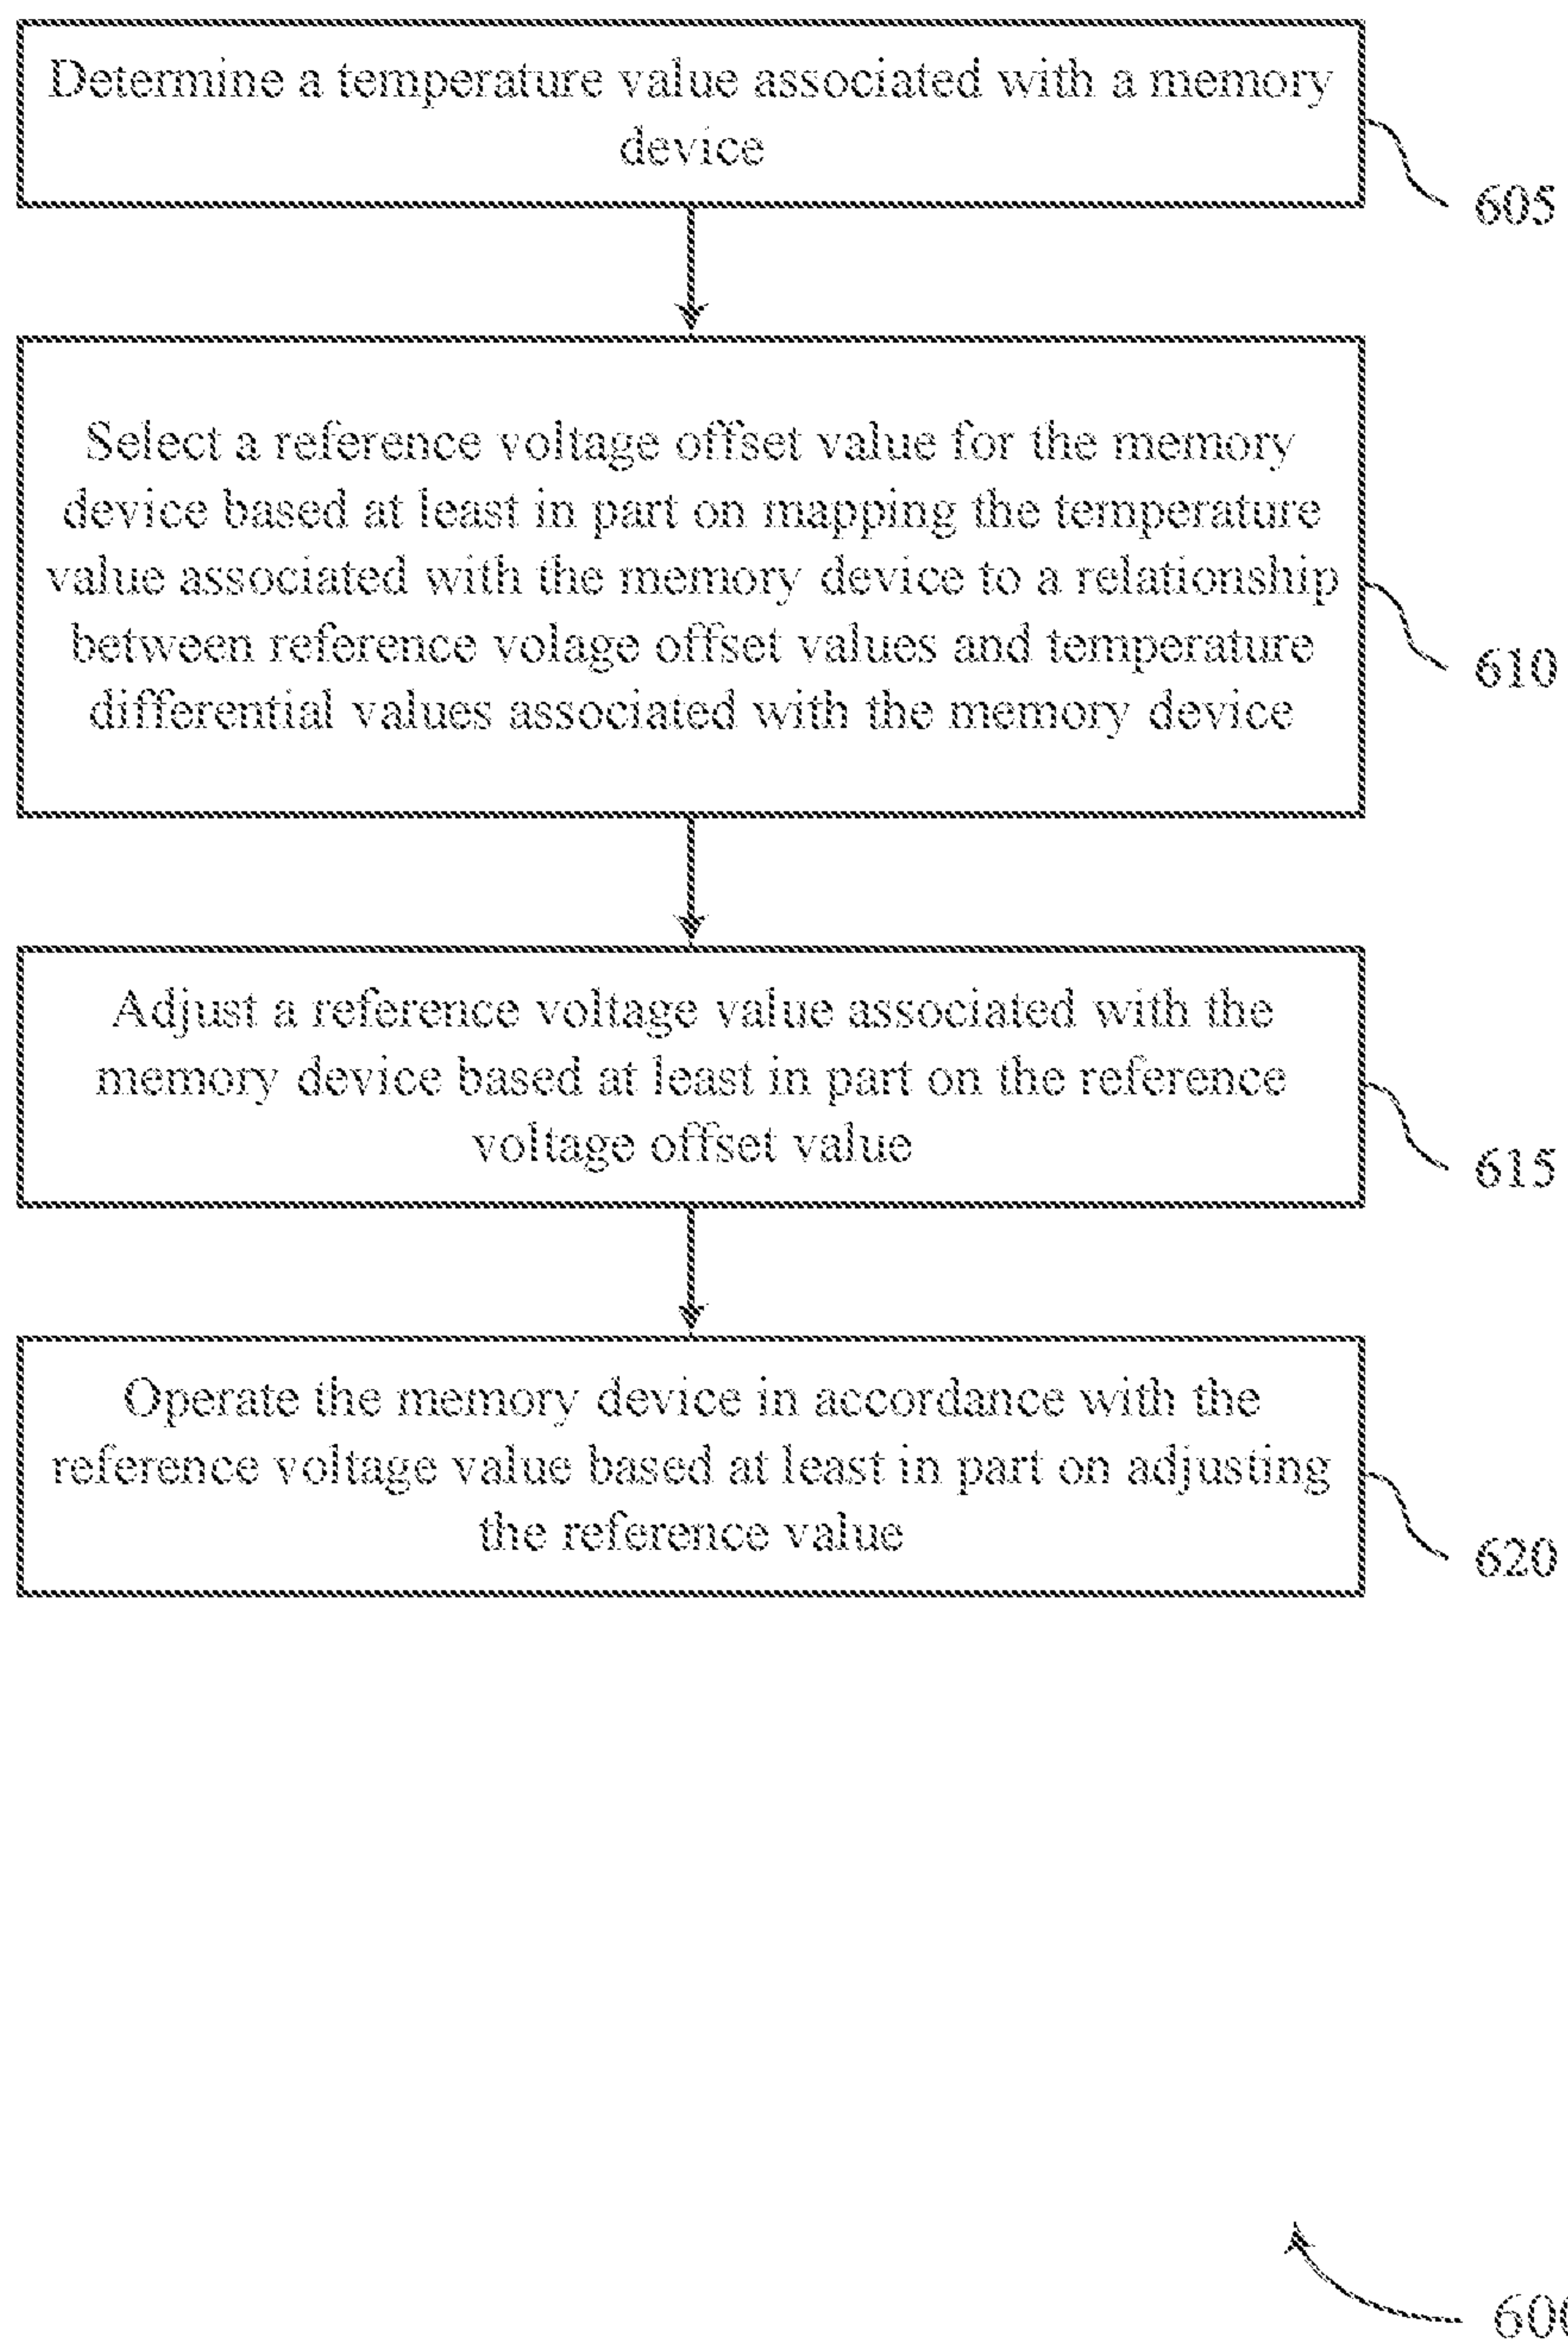 Determine a temperature value associated with a memory
device
605
Select a reference voltage offset value for the memory
device based at least in part on mapping the temperature
value associated with the memory device to a relationship
between reference volage offset values and temperature
differential values associated with the memory device
610
Adjust a reference voltage value associated with the
memory device based at least in part on the reference
voltage offset value
615
Operate the memory device in accordance with the
reference voltage value based at least in part on adjusting
the reference value
620
600